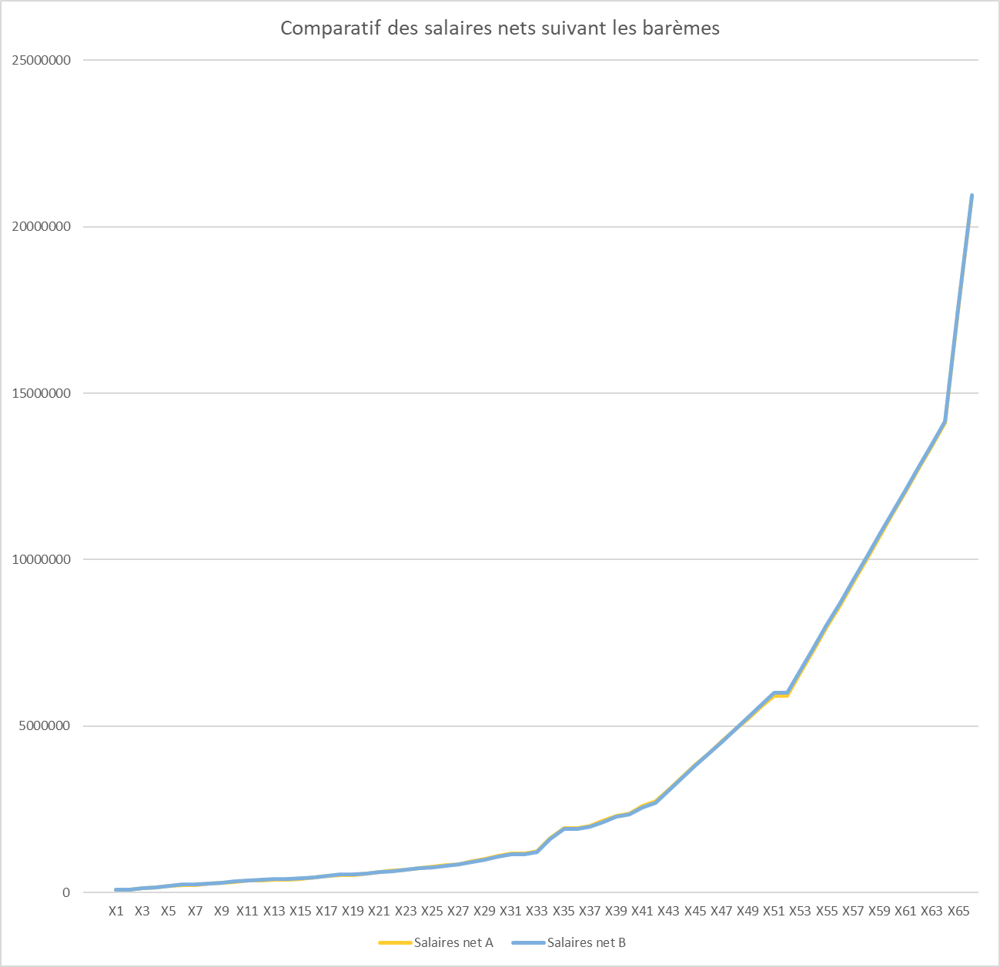 Comparatif des salaires nets suivant les barèmes
25000000
20000000
15000000
10000000
5000000
0
X1 X3 X5 X7 X9 X11 X13 X15 X17 X19 X21 X23 X25 X27 X29 X31 X33 X35 X37 X39 X41 X43 X45 X47 X49 X51 X53 X55 X57 X59 X61 X63 X65
Salaires net A Salaires net B